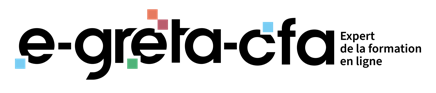 e-greta-cfa
Expert
de la formation
en ligne